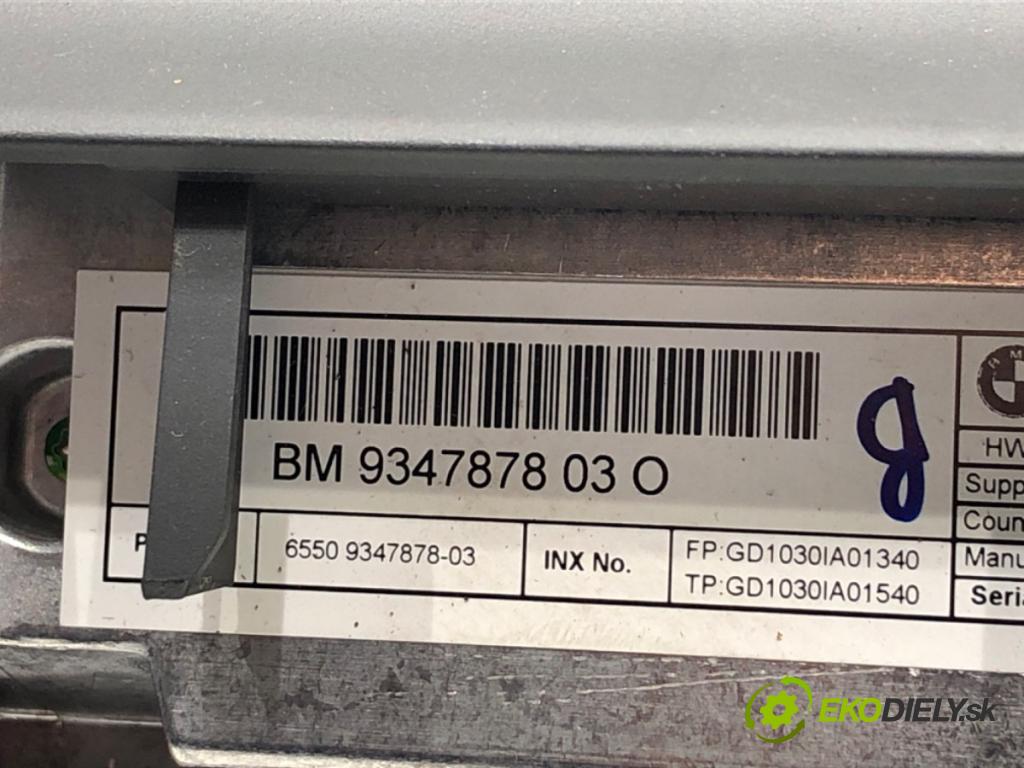 BM 9347878 03 O
6550 9347878-03
INX No.
FP:GD1030IA01340
TP:GD1030IA01540
HW
Supp
Coun
Manu
Seria
EKODIELY.sk